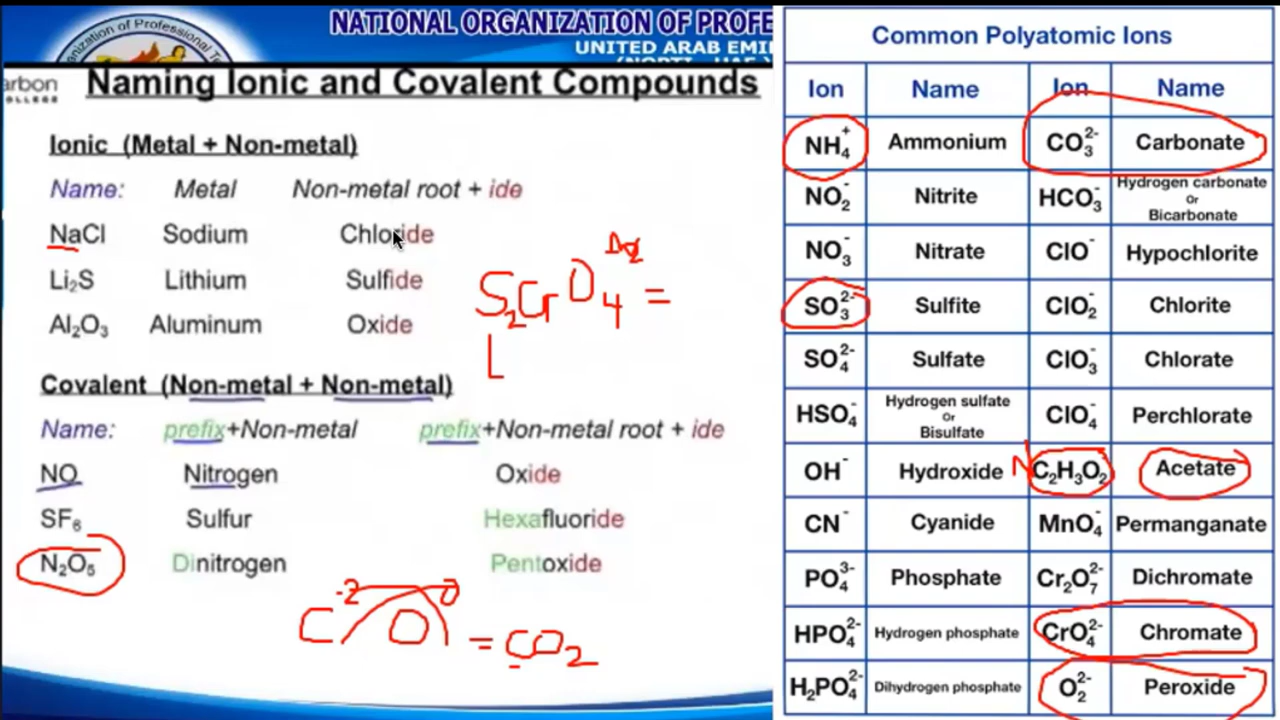 anization of Professional T
NATIONAL ORGANIZATION OF PROFE
UNITED ARAB EMI
arbon
COLLEGE
Naming Ionic and Covalent Compounds
Ionic (Metal + Non-metal)
Name: Metal Non-metal root + ide
NaCl Sodium Chloride
Li₂S Lithium Sulfide
Al₂O₃ Aluminum Oxide
S₂CrO₄ =
Covalent (Non-metal + Non-metal)
Name: prefix+Non-metal prefix+Non-metal root + ide
NO Nitrogen Oxide
SF₆ Sulfur Hexafluoride
N₂O₅ Dinitrogen Pentoxide
C O = CO₂
Common Polyatomic Ions
Ion Name Ion Name
NH₄⁺ Ammonium CO₃²⁻ Carbonate
NO₂⁻ Nitrite HCO₃⁻ Hydrogen carbonate Or Bicarbonate
NO₃⁻ Nitrate ClO⁻ Hypochlorite
SO₃²⁻ Sulfite ClO₂⁻ Chlorite
SO₄²⁻ Sulfate ClO₃⁻ Chlorate
HSO₄⁻ Hydrogen sulfate Or Bisulfate ClO₄⁻ Perchlorate
OH⁻ Hydroxide N C₂H₃O₂⁻ Acetate
CN⁻ Cyanide MnO₄⁻ Permanganate
PO₄³⁻ Phosphate Cr₂O₇²⁻ Dichromate
HPO₄²⁻ Hydrogen phosphate CrO₄²⁻ Chromate
H₂PO₄²⁻ Dihydrogen phosphate O₂²⁻ Peroxide